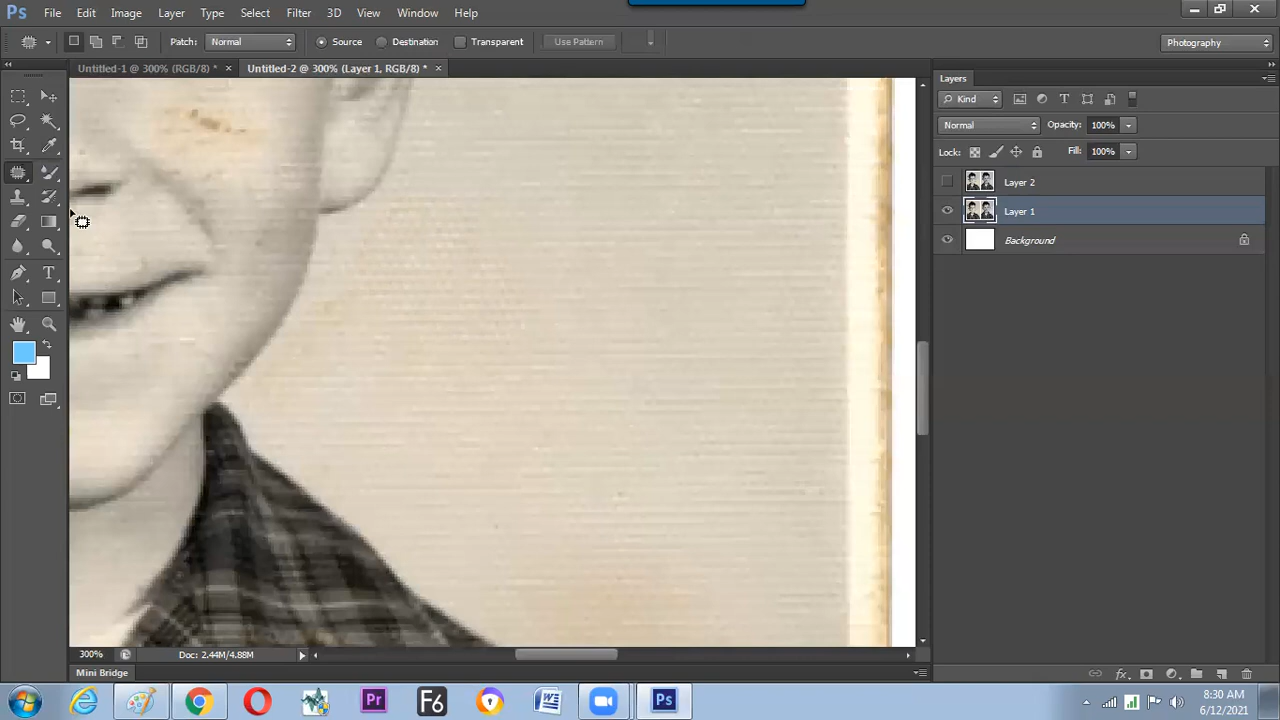 Ps File Edit Image Layer Type Select Filter 3D View Window Help
Patch: Normal Source Destination Transparent Use Pattern Photography
Untitled-1 @ 300% (RGB/8) * × Untitled-2 @ 300% (Layer 1, RGB/8) * ×
Layers
Kind
Normal Opacity: 100%
Lock: Fill: 100%
Layer 2
Layer 1
Background
300% Doc: 2.44M/4.88M
Mini Bridge
Pr F6 W Ps
8:30 AM
6/12/2021